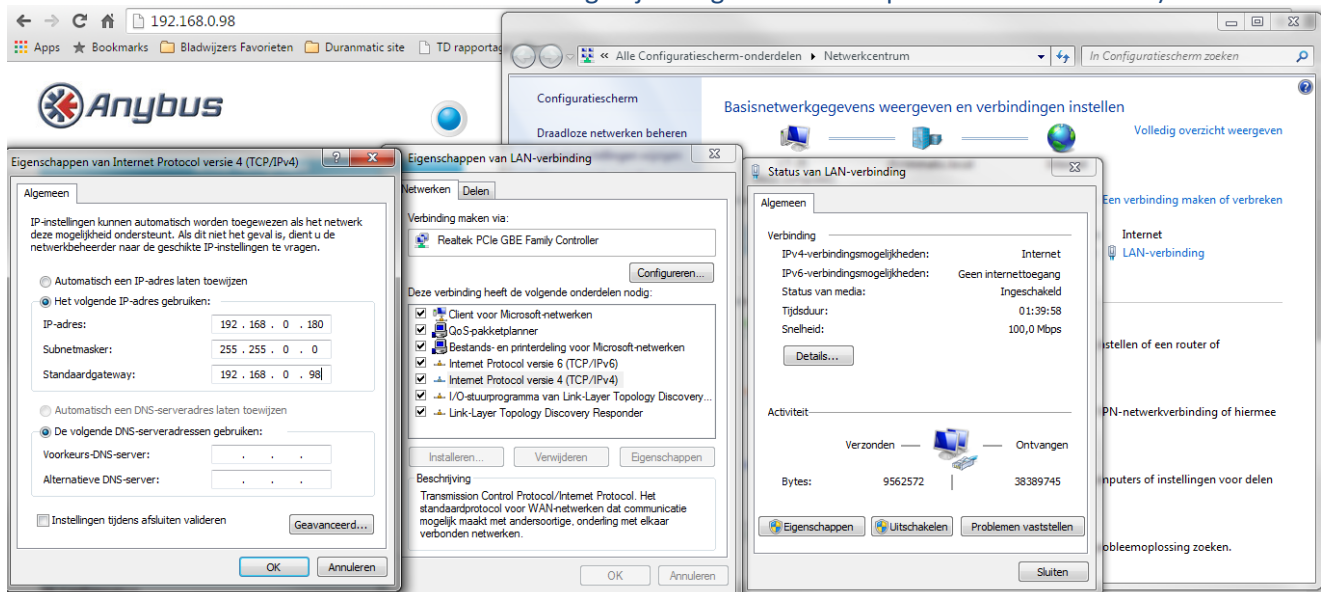 192.168.0.98
Apps Bookmarks Bladwijzers Favorieten Duranmatic site TD rapportag
Anybus
Alle Configuratiescherm-onderdelen Netwerkcentrum
In Configuratiescherm zoeken
Configuratiescherm
Draadloze netwerken beheren
Basisnetwerkgegevens weergeven en verbindingen instellen
Volledig overzicht weergeven
Een verbinding maken of verbreken
Internet
LAN-verbinding
nstellen of een router of
PN-netwerkverbinding of hiermee
mputers of instellingen voor delen
obleemoplossing zoeken.
Eigenschappen van Internet Protocol versie 4 (TCP/IPv4)
Algemeen
IP-instellingen kunnen automatisch worden toegewezen als het netwerk
deze mogelijkheid ondersteunt. Als dit niet het geval is, dient u de
netwerkbeheerder naar de geschikte IP-instellingen te vragen.
Automatisch een IP-adres laten toewijzen
Het volgende IP-adres gebruiken:
IP-adres: 192 . 168 . 0 . 180
Subnetmasker: 255 . 255 . 0 . 0
Standaardgateway: 192 . 168 . 0 . 98
Automatisch een DNS-serveradres laten toewijzen
De volgende DNS-serveradressen gebruiken:
Voorkeurs-DNS-server: . . .
Alternatieve DNS-server: . . .
Instellingen tijdens afsluiten valideren
Geavanceerd...
OK Annuleren
Eigenschappen van LAN-verbinding
Netwerken Delen
Verbinding maken via:
Realtek PCIe GBE Family Controller
Configureren...
Deze verbinding heeft de volgende onderdelen nodig:
Client voor Microsoft-netwerken
QoS-pakketplanner
Bestands- en printerdeling voor Microsoft-netwerken
Internet Protocol versie 6 (TCP/IPv6)
Internet Protocol versie 4 (TCP/IPv4)
I/O-stuurprogramma van Link-Layer Topology Discovery...
Link-Layer Topology Discovery Responder
Installeren... Verwijderen Eigenschappen
Beschrijving
Transmission Control Protocol/Internet Protocol. Het
standaardprotocol voor WAN-netwerken dat communicatie
mogelijk maakt met andersoortige, onderling met elkaar
verbonden netwerken.
OK Annuleren
Status van LAN-verbinding
Algemeen
Verbinding
IPv4-verbindingsmogelijkheden: Internet
IPv6-verbindingsmogelijkheden: Geen internettoegang
Status van media: Ingeschakeld
Tijdsduur: 01:39:58
Snelheid: 100,0 Mbps
Details...
Activiteit
Verzonden Ontvangen
Bytes: 9562572 38389745
Eigenschappen Uitschakelen Problemen vaststellen
Sluiten